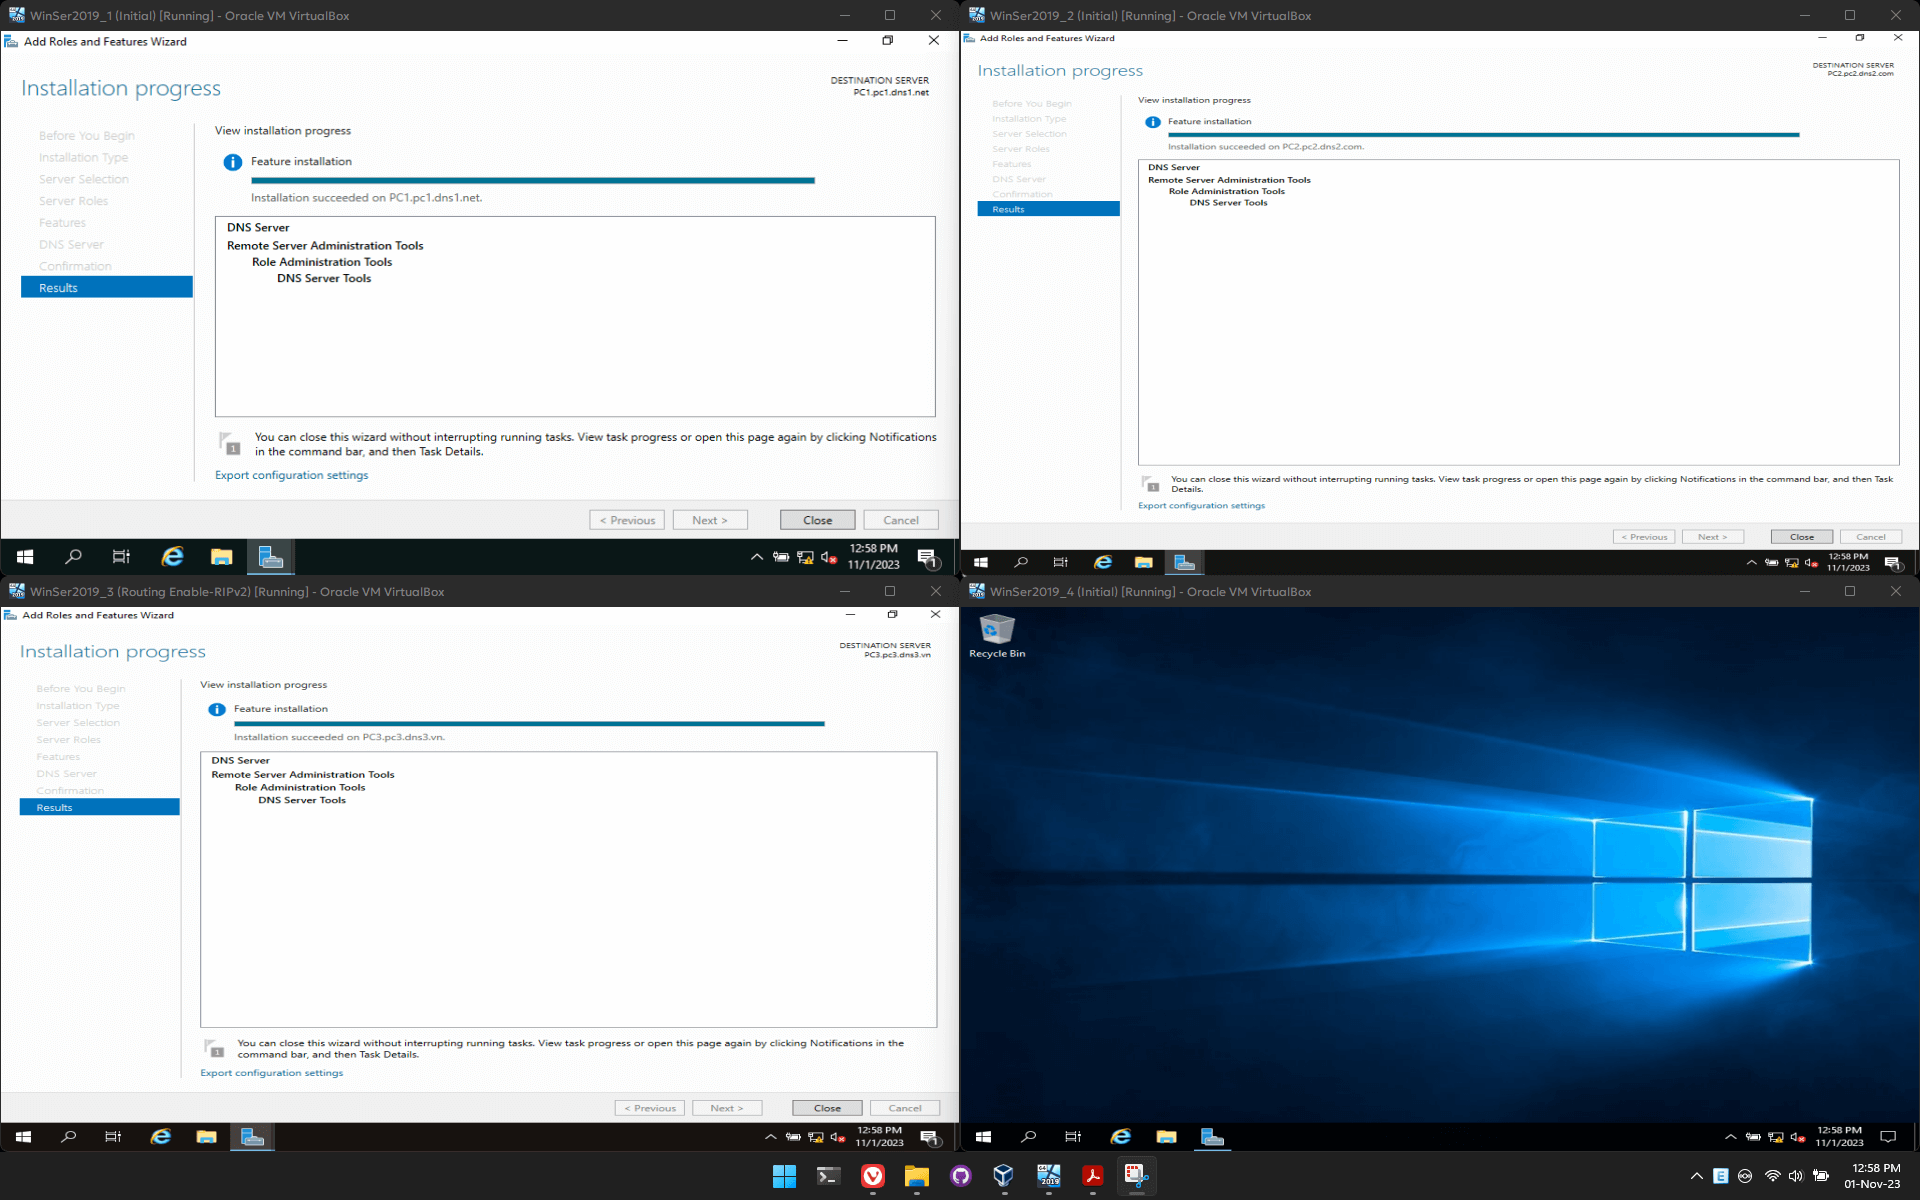 WinSer2019_1 (Initial) [Running] - Oracle VM VirtualBox
Add Roles and Features Wizard
Installation progress
DESTINATION SERVER
PC1.pc1.dns1.net
Before You Begin
Installation Type
Server Selection
Server Roles
Features
DNS Server
Confirmation
Results
View installation progress
Feature installation
Installation succeeded on PC1.pc1.dns1.net.
DNS Server
Remote Server Administration Tools
Role Administration Tools
DNS Server Tools
1
You can close this wizard without interrupting running tasks. View task progress or open this page again by clicking Notifications
in the command bar, and then Task Details.
Export configuration settings
< Previous
Next >
Close
Cancel
12:58 PM
11/1/2023
1
WinSer2019_2 (Initial) [Running] - Oracle VM VirtualBox
Add Roles and Features Wizard
Installation progress
DESTINATION SERVER
PC2.pc2.dns2.com
Before You Begin
Installation Type
Server Selection
Server Roles
Features
DNS Server
Confirmation
Results
View installation progress
Feature installation
Installation succeeded on PC2.pc2.dns2.com.
DNS Server
Remote Server Administration Tools
Role Administration Tools
DNS Server Tools
1
You can close this wizard without interrupting running tasks. View task progress or open this page again by clicking Notifications in the command bar, and then Task
Details.
Export configuration settings
< Previous
Next >
Close
Cancel
12:58 PM
11/1/2023
1
WinSer2019_3 (Routing Enable-RIPv2) [Running] - Oracle VM VirtualBox
Add Roles and Features Wizard
Installation progress
DESTINATION SERVER
PC3.pc3.dns3.vn
Before You Begin
Installation Type
Server Selection
Server Roles
Features
DNS Server
Confirmation
Results
View installation progress
Feature installation
Installation succeeded on PC3.pc3.dns3.vn.
DNS Server
Remote Server Administration Tools
Role Administration Tools
DNS Server Tools
1
You can close this wizard without interrupting running tasks. View task progress or open this page again by clicking Notifications in the
command bar, and then Task Details.
Export configuration settings
< Previous
Next >
Close
Cancel
12:58 PM
11/1/2023
1
WinSer2019_4 (Initial) [Running] - Oracle VM VirtualBox
Recycle Bin
12:58 PM
11/1/2023
64
2019
E
12:58 PM
01-Nov-23